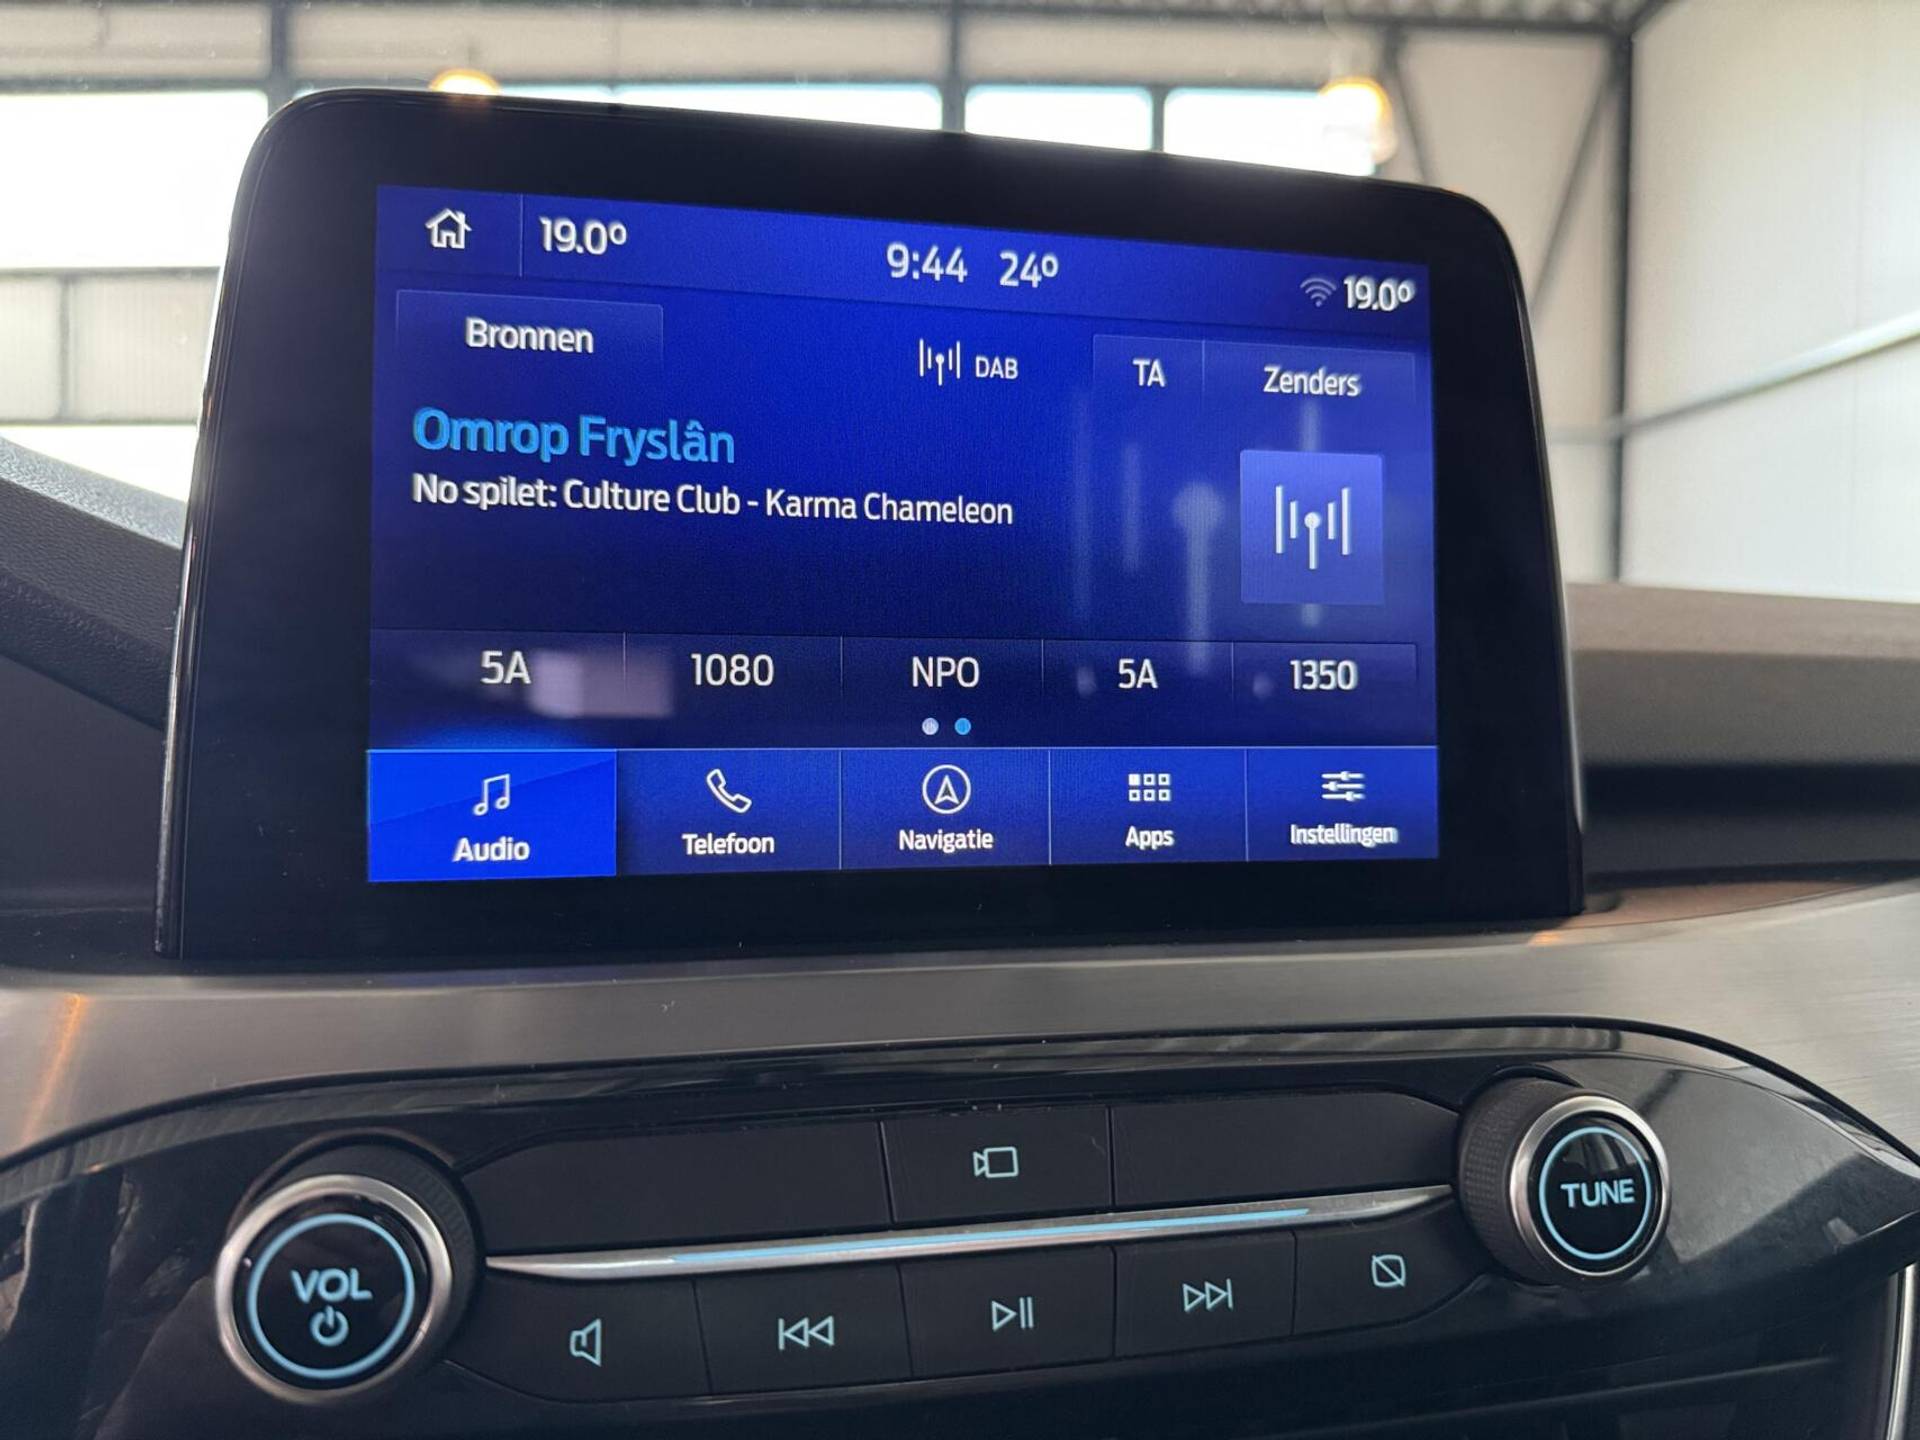 19.0° 9:44 24° 19.0°
Bronnen DAB TA Zenders
Omrop Fryslân
No spilet: Culture Club - Karma Chameleon
5A 1080 NPO 5A 1350
Audio Telefoon Navigatie Apps Instellingen
TUNE
VOL